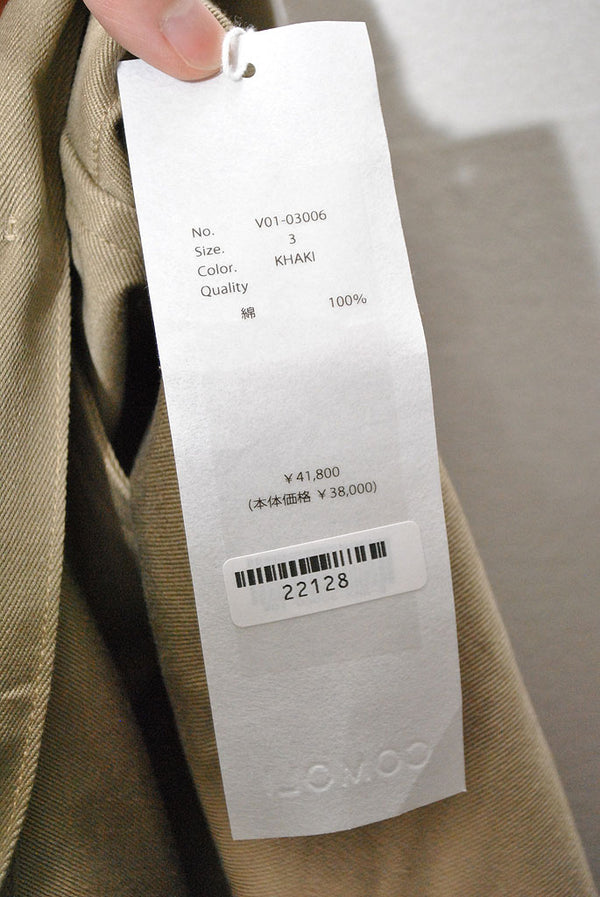 No. V01-03006
Size. 3
Color. KHAKI
Quality
綿 100%
¥41,800
(本体価格 ¥38,000)
22128
COMOLI